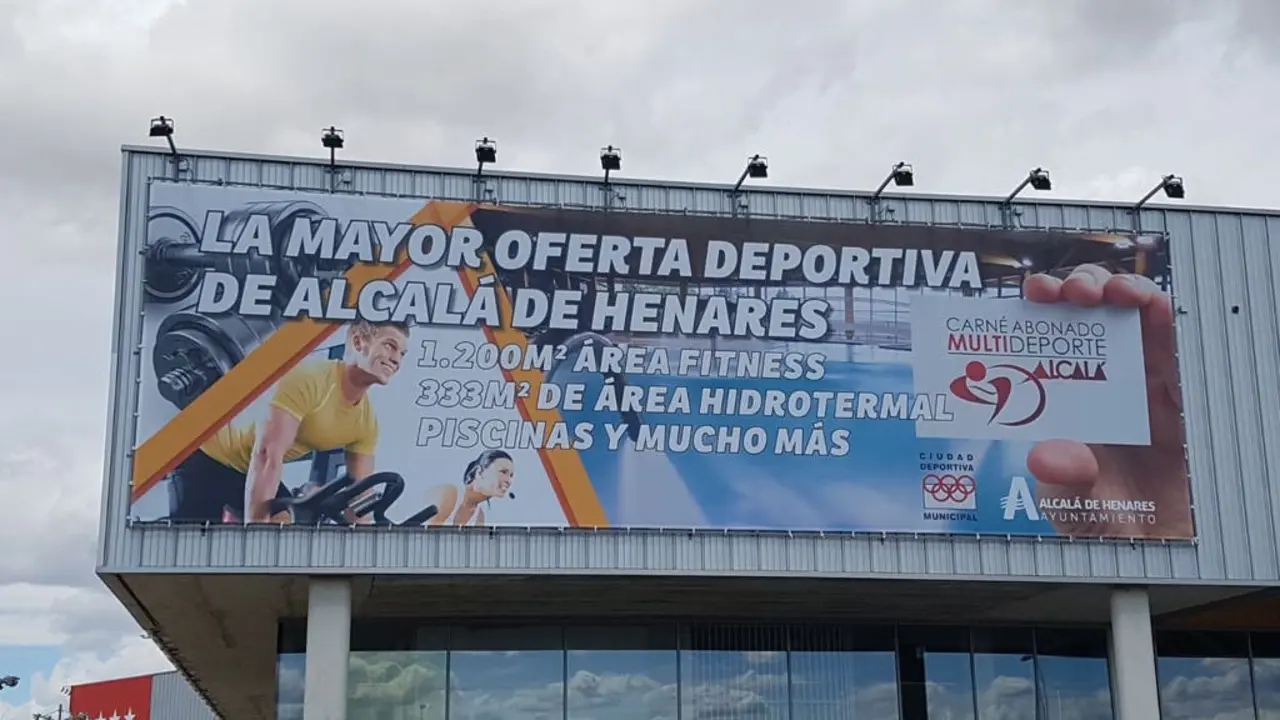 LA MAYOR OFERTA DEPORTIVA
DE ALCALÁ DE HENARES
1.200M² ÁREA FITNESS
333M² DE ÁREA HIDROTERMAL
PISCINAS Y MUCHO MÁS
CARNÉ ABONADO
MULTIDEPORTE
ALCALÁ
CIUDAD
DEPORTIVA
MUNICIPAL
ALCALÁ DE HENARES
AYUNTAMIENTO